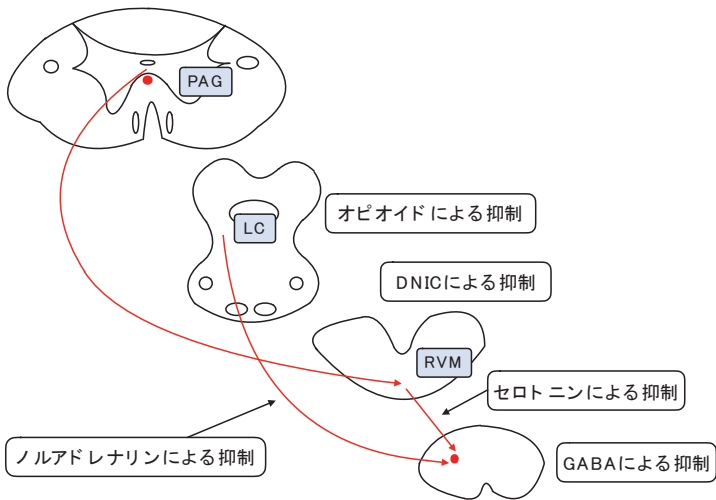 PAG
LC
オピオイドによる抑制
DNICによる抑制
RVM
セロトニンによる抑制
ノルアドレナリンによる抑制
GABAによる抑制